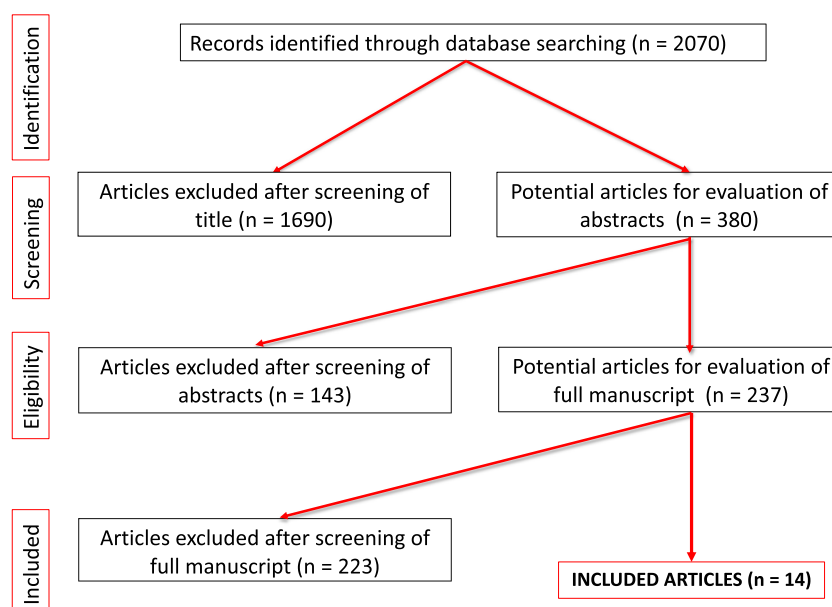 Identification
Records identified through database searching (n = 2070)
Screening
Articles excluded after screening of
title (n = 1690)
Potential articles for evaluation of
abstracts (n = 380)
Eligibility
Articles excluded after screening of
abstracts (n = 143)
Potential articles for evaluation of
full manuscript (n = 237)
Included
Articles excluded after screening of
full manuscript (n = 223)
INCLUDED ARTICLES (n = 14)